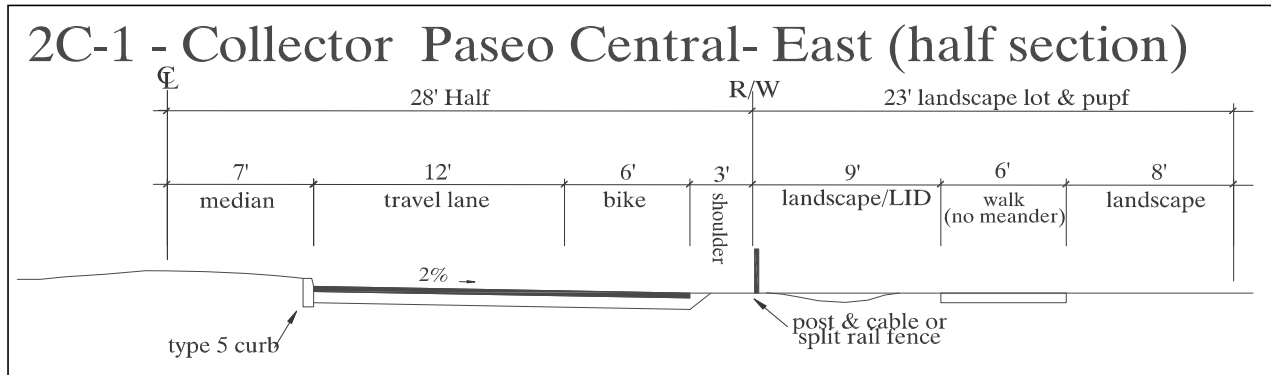 2C-1 - Collector Paseo Central- East (half section)
℄
28' Half
R/W
23' landscape lot & pupf
7'
12'
6'
3'
9'
6'
8'
median
travel lane
bike
shoulder
landscape/LID
walk
(no meander)
landscape
2%
type 5 curb
post & cable or
split rail fence